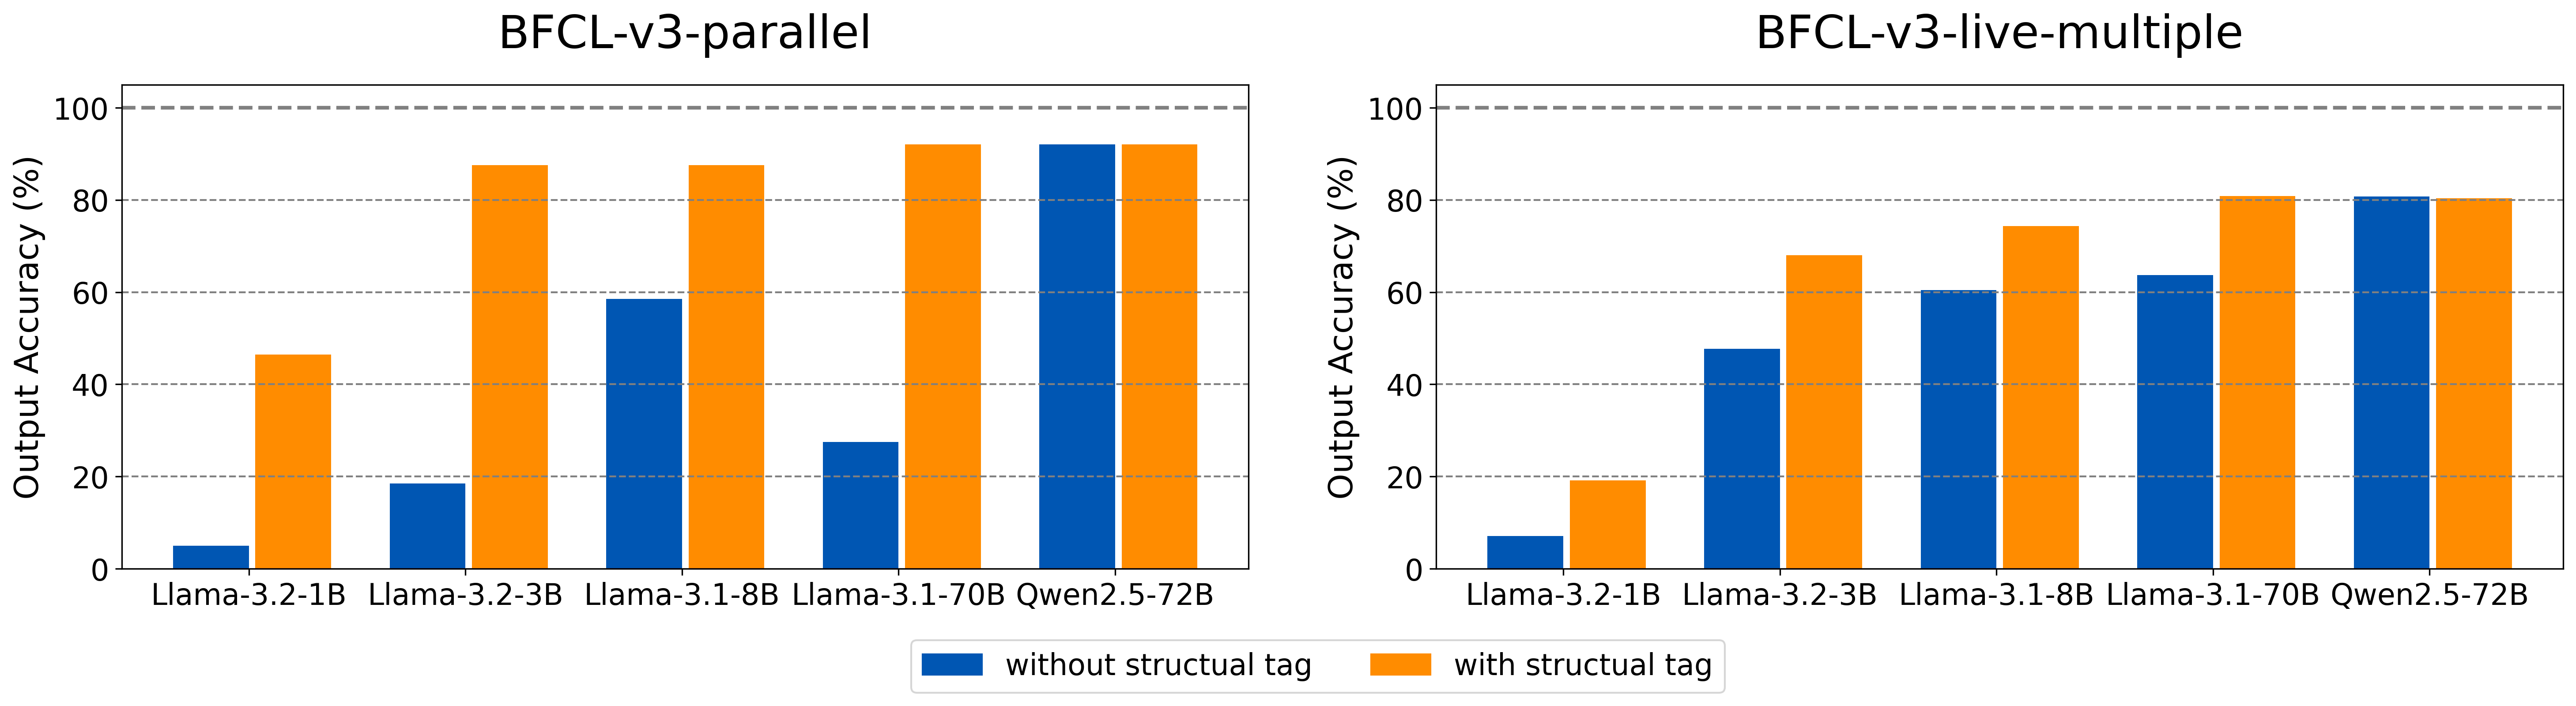 BFCL-v3-parallel
Output Accuracy (%)
100
80
60
40
20
0
Llama-3.2-1B Llama-3.2-3B Llama-3.1-8B Llama-3.1-70B Qwen2.5-72B
BFCL-v3-live-multiple
Output Accuracy (%)
100
80
60
40
20
0
Llama-3.2-1B Llama-3.2-3B Llama-3.1-8B Llama-3.1-70B Qwen2.5-72B
without structual tag with structual tag